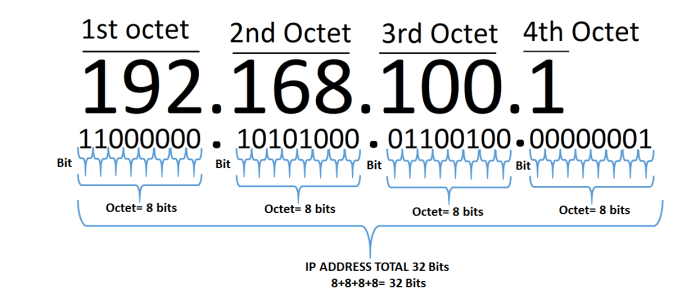 1st octet 2nd Octet 3rd Octet 4th Octet
192.168.100.1
11000000.10101000.01100100.00000001
Bit Bit Bit Bit
Octet= 8 bits Octet= 8 bits Octet= 8 bits Octet= 8 bits
IP ADDRESS TOTAL 32 Bits
8+8+8+8= 32 Bits